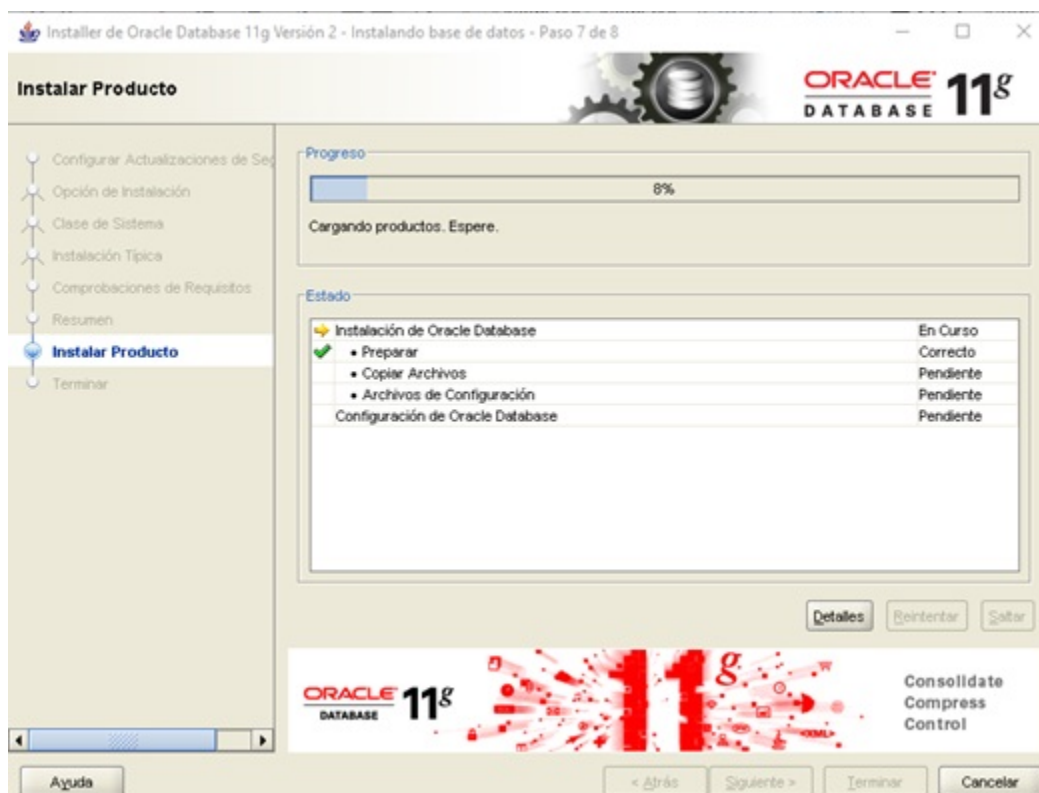 Installer de Oracle Database 11g Versión 2 - Instalando base de datos - Paso 7 de 8
Instalar Producto
ORACLE
DATABASE
11g
Configurar Actualizaciones de Seg
Opción de Instalación
Clase de Sistema
Instalación Típica
Comprobaciones de Requisitos
Resumen
Instalar Producto
Terminar
Progreso
8%
Cargando productos. Espere.
Estado
Instalación de Oracle Database En Curso
• Preparar Correcto
• Copiar Archivos Pendiente
• Archivos de Configuración Pendiente
Configuración de Oracle Database Pendiente
Detalles Reintentar Saltar
ORACLE
DATABASE
11g
11g
<XML>
Consolidate
Compress
Control
Ayuda < Atrás Siguiente > Terminar Cancelar